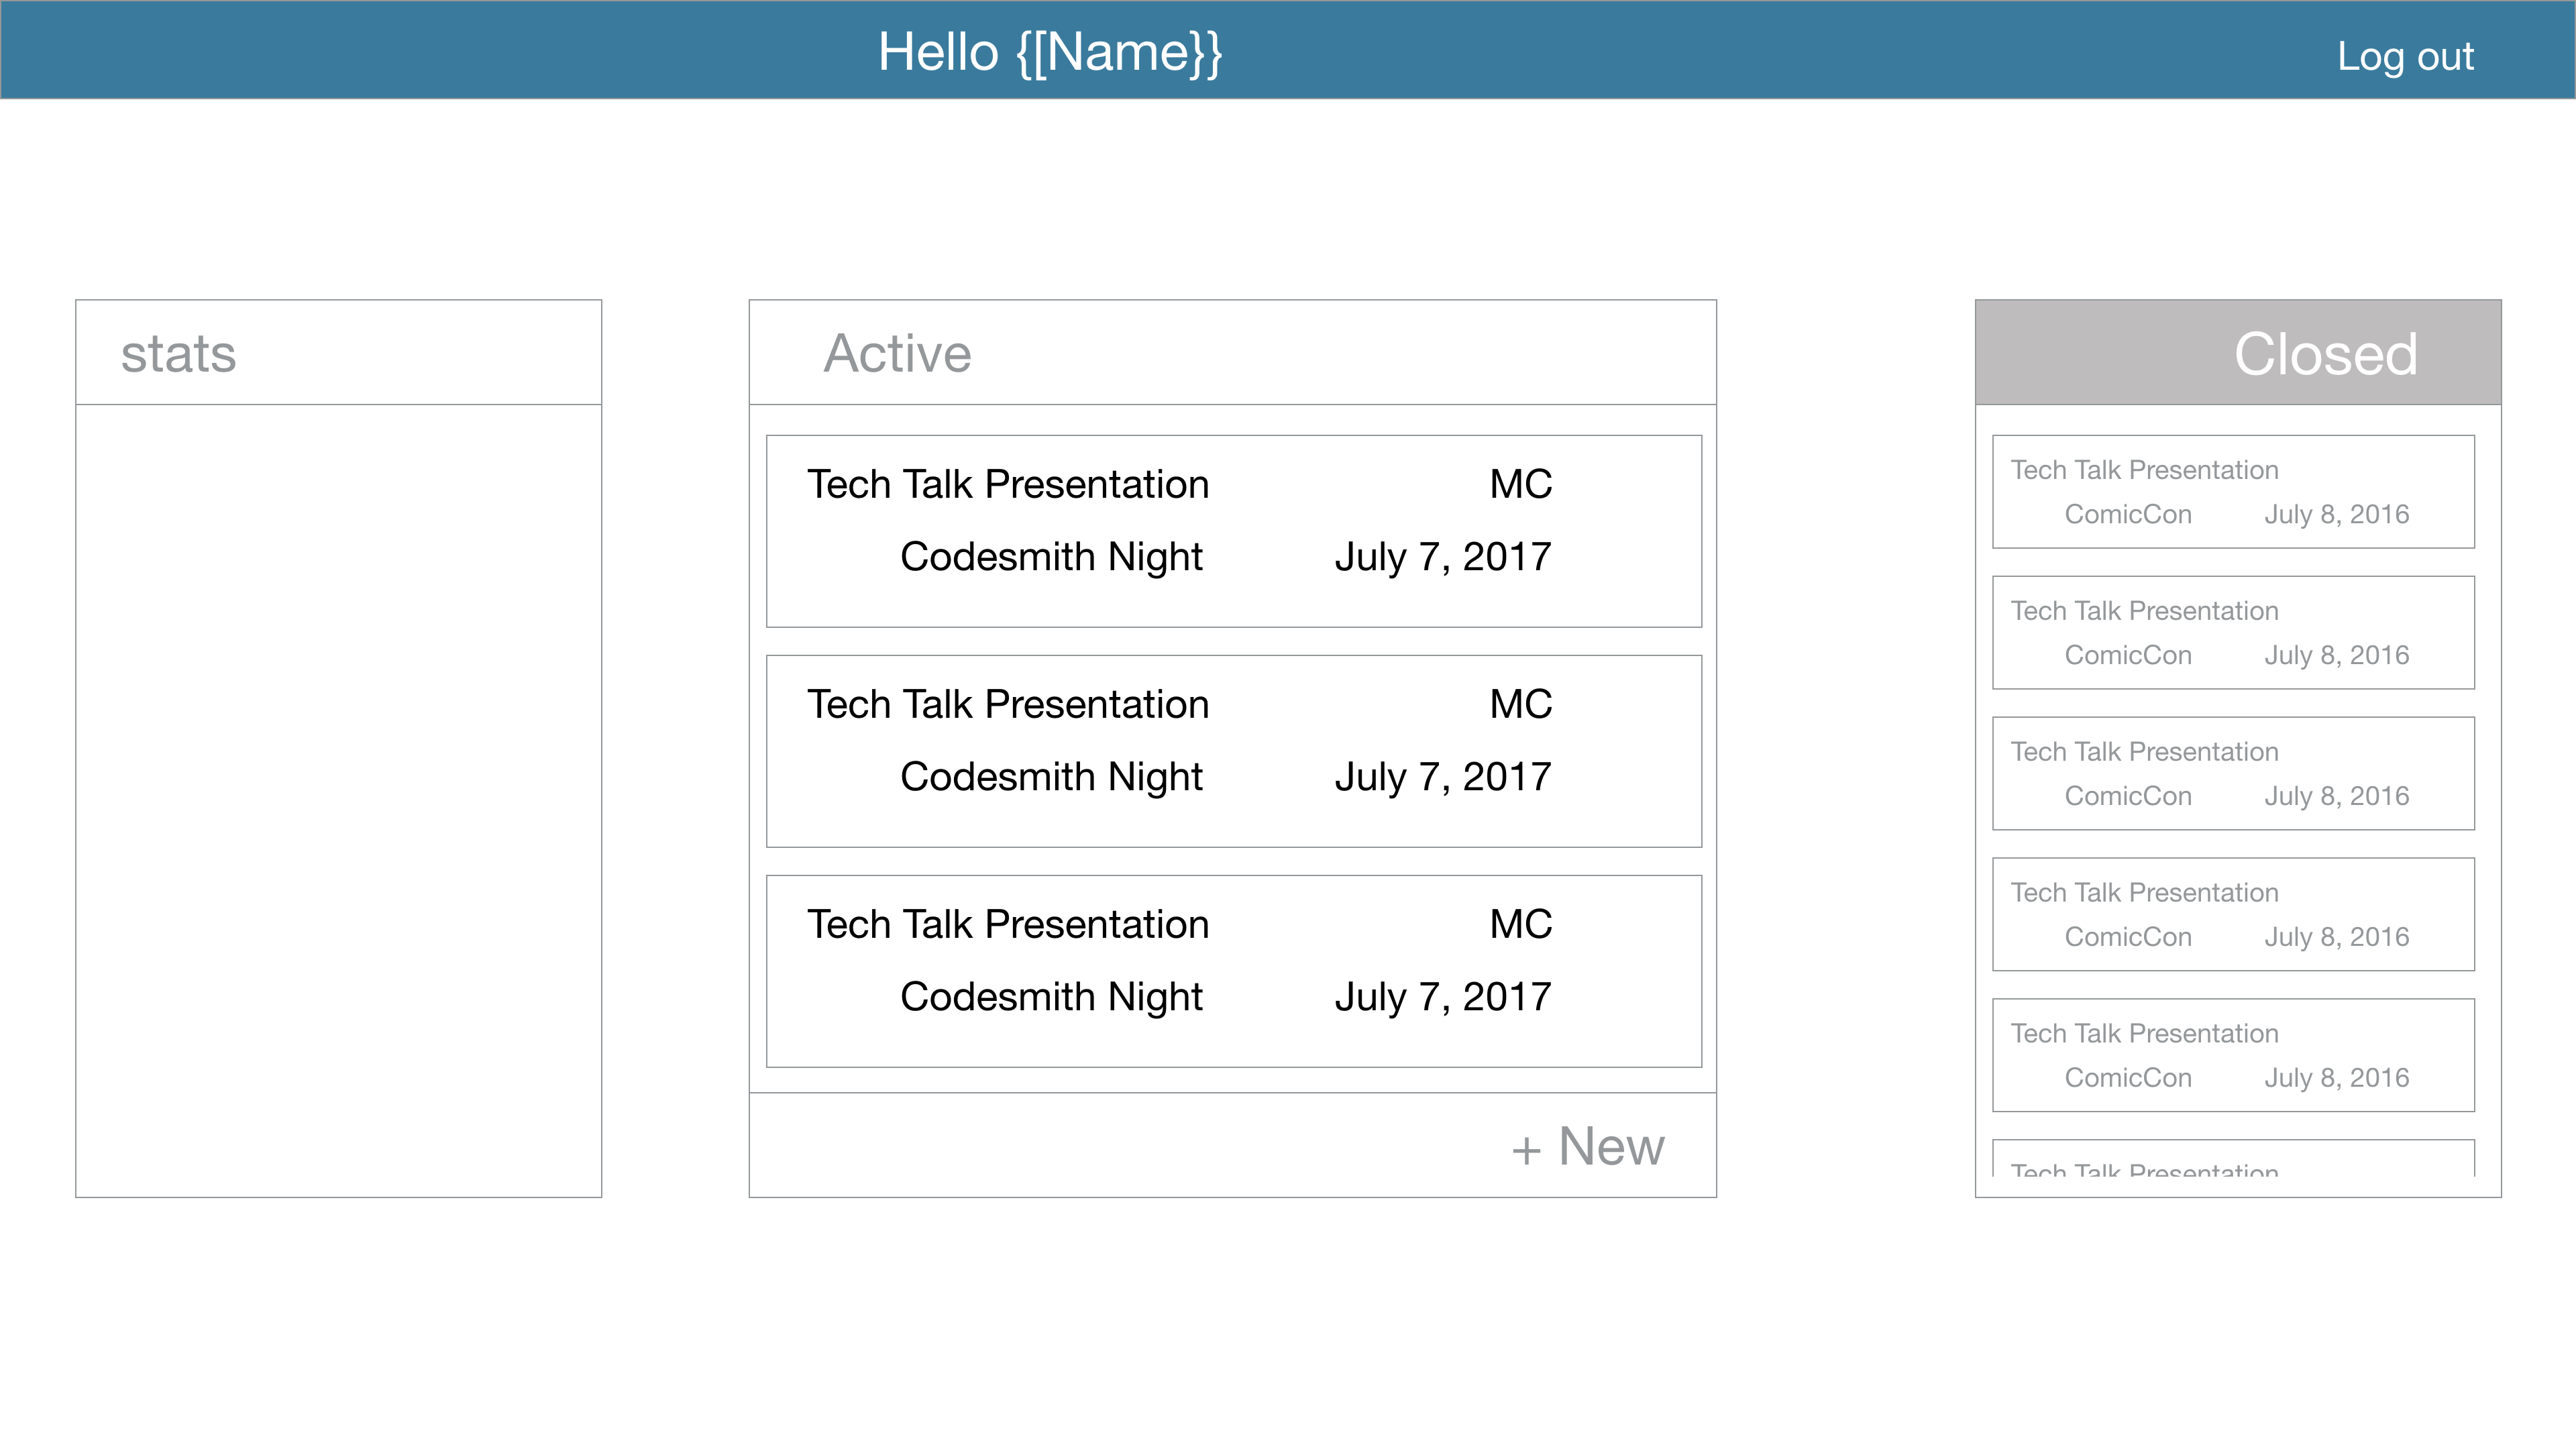 Hello {[Name}}
Log out
stats
Active
Tech Talk Presentation MC
Codesmith Night July 7, 2017
Tech Talk Presentation MC
Codesmith Night July 7, 2017
Tech Talk Presentation MC
Codesmith Night July 7, 2017
+ New
Closed
Tech Talk Presentation
ComicCon July 8, 2016
Tech Talk Presentation
ComicCon July 8, 2016
Tech Talk Presentation
ComicCon July 8, 2016
Tech Talk Presentation
ComicCon July 8, 2016
Tech Talk Presentation
ComicCon July 8, 2016
Tech Talk Presentation